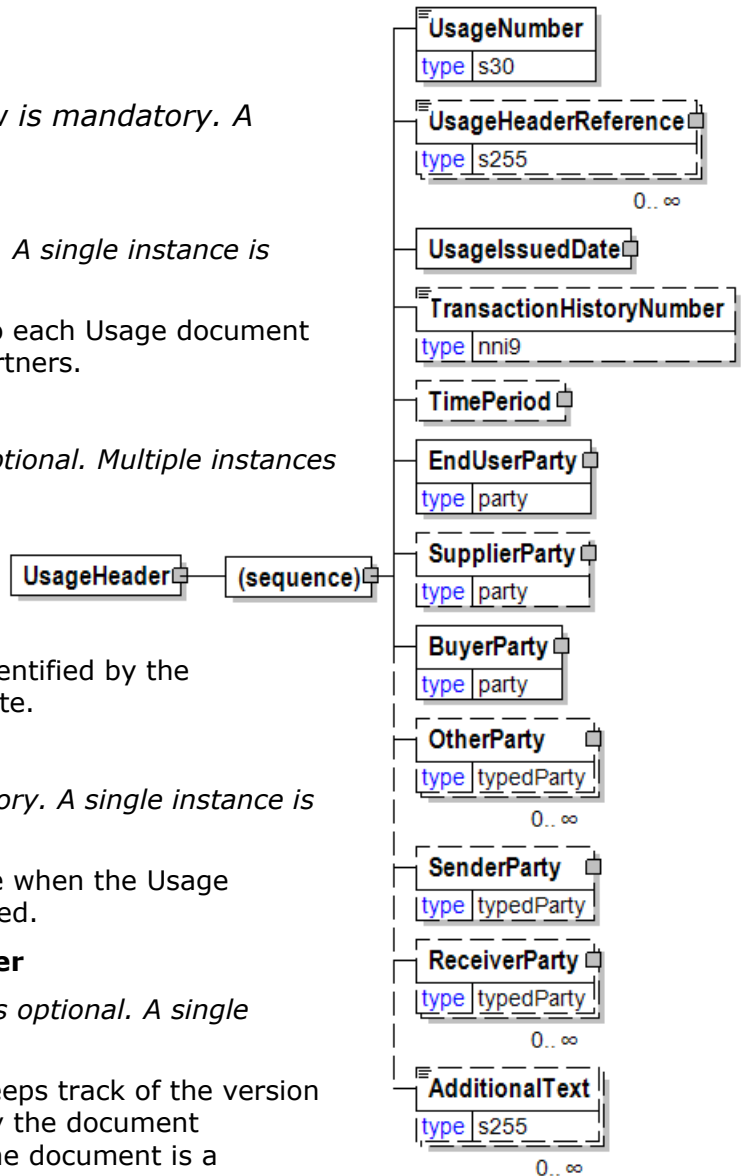 w is mandatory. A
. A single instance is
o each Usage document
rtners.
ptional. Multiple instances
entified by the
te.
ory. A single instance is
e when the Usage
ed.
er
s optional. A single
eeps track of the version
y the document
he document is a
UsageHeader
(sequence)
UsageNumber
type s30
UsageHeaderReference
type s255
0.. ∞
UsageIssuedDate
TransactionHistoryNumber
type nni9
TimePeriod
EndUserParty
type party
SupplierParty
type party
BuyerParty
type party
OtherParty
type typedParty
0.. ∞
SenderParty
type typedParty
ReceiverParty
type typedParty
0.. ∞
AdditionalText
type s255
0.. ∞